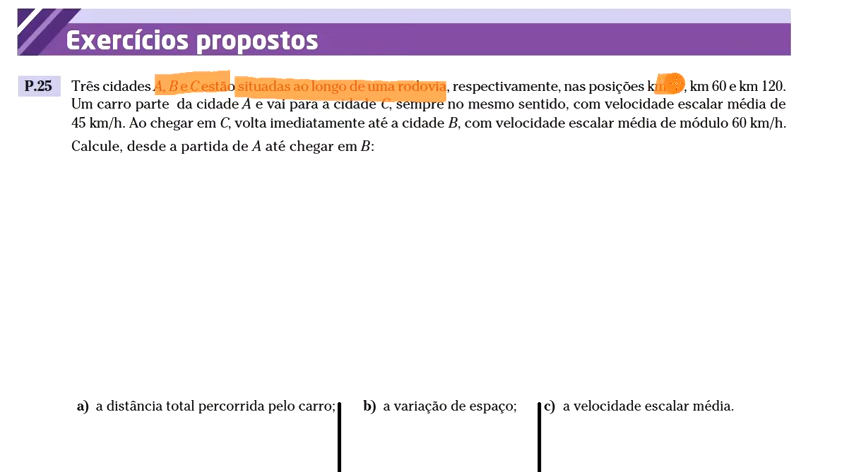 Exercícios propostos
P.25 Três cidades A, B e C estão situadas ao longo de uma rodovia, respectivamente, nas posições km , km 60 e km 120.
Um carro parte da cidade A e vai para a cidade C, sempre no mesmo sentido, com velocidade escalar média de
45 km/h. Ao chegar em C, volta imediatamente até a cidade B, com velocidade escalar média de módulo 60 km/h.
Calcule, desde a partida de A até chegar em B:
a) a distância total percorrida pelo carro; b) a variação de espaço; c) a velocidade escalar média.